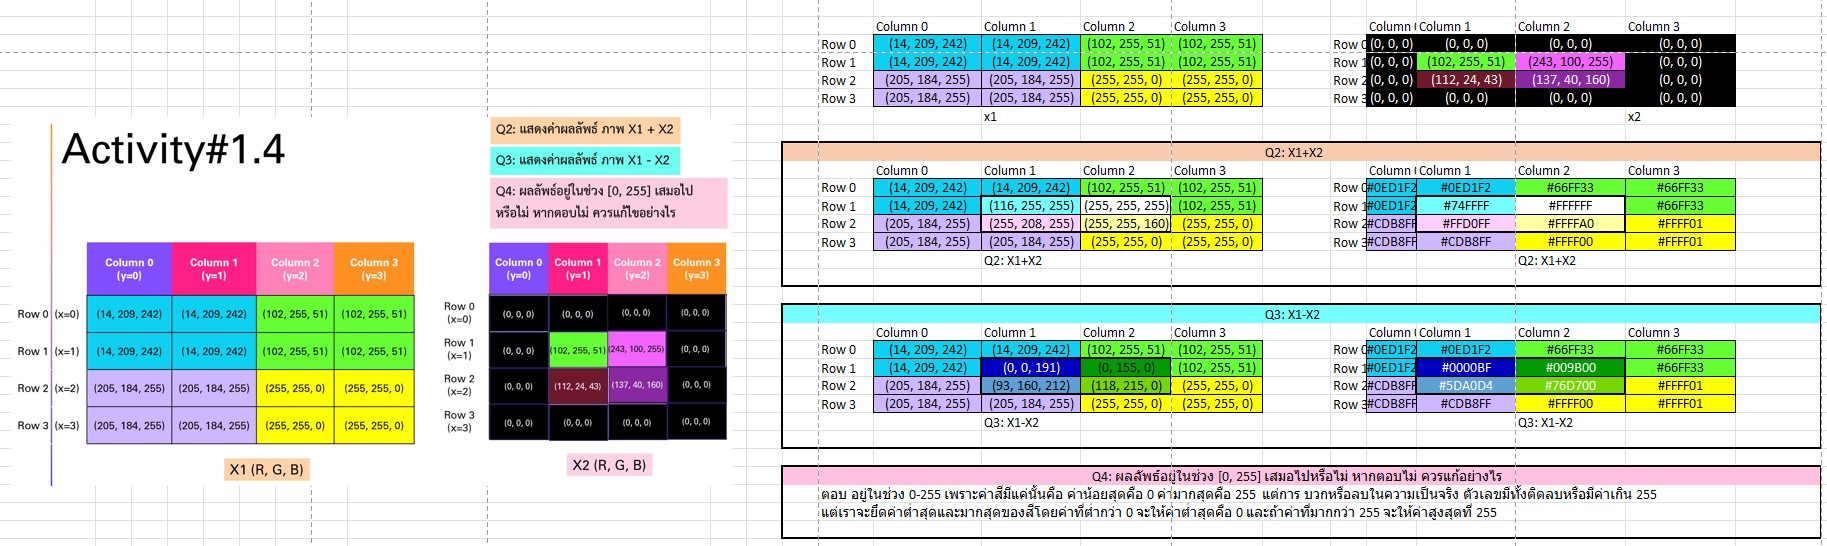 Activity#1.4
Q2: แสดงค่าผลลัพธ์ ภาพ X1 + X2
Q3: แสดงค่าผลลัพธ์ ภาพ X1 - X2
Q4: ผลลัพธ์อยู่ในช่วง [0, 255] เสมอไป
หรือไม่ หากตอบไม่ ควรแก้ไขอย่างไร
Column 0 (y=0) Column 1 (y=1) Column 2 (y=2) Column 3 (y=3)
Row 0 (x=0) (14, 209, 242) (14, 209, 242) (102, 255, 51) (102, 255, 51)
Row 1 (x=1) (14, 209, 242) (14, 209, 242) (102, 255, 51) (102, 255, 51)
Row 2 (x=2) (205, 184, 255) (205, 184, 255) (255, 255, 0) (255, 255, 0)
Row 3 (x=3) (205, 184, 255) (205, 184, 255) (255, 255, 0) (255, 255, 0)
X1 (R, G, B)
Column 0 (y=0) Column 1 (y=1) Column 2 (y=2) Column 3 (y=3)
Row 0 (x=0) (0, 0, 0) (0, 0, 0) (0, 0, 0) (0, 0, 0)
Row 1 (x=1) (0, 0, 0) (102, 255, 51) (243, 100, 255) (0, 0, 0)
Row 2 (x=2) (0, 0, 0) (112, 24, 43) (137, 40, 160) (0, 0, 0)
Row 3 (x=3) (0, 0, 0) (0, 0, 0) (0, 0, 0) (0, 0, 0)
X2 (R, G, B)
Column 0 Column 1 Column 2 Column 3
Row 0 (14, 209, 242) (14, 209, 242) (102, 255, 51) (102, 255, 51)
Row 1 (14, 209, 242) (14, 209, 242) (102, 255, 51) (102, 255, 51)
Row 2 (205, 184, 255) (205, 184, 255) (255, 255, 0) (255, 255, 0)
Row 3 (205, 184, 255) (205, 184, 255) (255, 255, 0) (255, 255, 0)
x1
Column Column 1 Column 2 Column 3
Row 0 (0, 0, 0) (0, 0, 0) (0, 0, 0) (0, 0, 0)
Row 1 (0, 0, 0) (102, 255, 51) (243, 100, 255) (0, 0, 0)
Row 2 (0, 0, 0) (112, 24, 43) (137, 40, 160) (0, 0, 0)
Row 3 (0, 0, 0) (0, 0, 0) (0, 0, 0) (0, 0, 0)
x2
Q2: X1+X2
Column 0 Column 1 Column 2 Column 3
Row 0 (14, 209, 242) (14, 209, 242) (102, 255, 51) (102, 255, 51)
Row 1 (14, 209, 242) (116, 255, 255) (255, 255, 255) (102, 255, 51)
Row 2 (205, 184, 255) (255, 208, 255) (255, 255, 160) (255, 255, 0)
Row 3 (205, 184, 255) (205, 184, 255) (255, 255, 0) (255, 255, 0)
Q2: X1+X2
Column Column 1 Column 2 Column 3
Row 0 #0ED1F2 #0ED1F2 #66FF33 #66FF33
Row 1 #0ED1F2 #74FFFF #FFFFFF #66FF33
Row 2 #CDB8FF #FFD0FF #FFFFA0 #FFFF01
Row 3 #CDB8FF #CDB8FF #FFFF00 #FFFF01
Q2: X1+X2
Q3: X1-X2
Column 0 Column 1 Column 2 Column 3
Row 0 (14, 209, 242) (14, 209, 242) (102, 255, 51) (102, 255, 51)
Row 1 (14, 209, 242) (0, 0, 191) (0, 155, 0) (102, 255, 51)
Row 2 (205, 184, 255) (93, 160, 212) (118, 215, 0) (255, 255, 0)
Row 3 (205, 184, 255) (205, 184, 255) (255, 255, 0) (255, 255, 0)
Q3: X1-X2
Column Column 1 Column 2 Column 3
Row 0 #0ED1F2 #0ED1F2 #66FF33 #66FF33
Row 1 #0ED1F2 #0000BF #009B00 #66FF33
Row 2 #CDB8FF #5DA0D4 #76D700 #FFFF01
Row 3 #CDB8FF #CDB8FF #FFFF00 #FFFF01
Q3: X1-X2
Q4: ผลลัพธ์อยู่ในช่วง [0, 255] เสมอไปหรือไม่ หากตอบไม่ ควรแก้อย่างไร
ตอบ อยู่ในช่วง 0-255 เพราะค่าสีมีแค่นั้นคือ ค่าน้อยสุดคือ 0 ค่ามากสุดคือ 255 แต่การ บวกหรือลบในความเป็นจริง ตัวเลขมีทั้งติดลบหรือมีค่าเกิน 255
แต่เราจะยึดค่าต่ำสุดและมากสุดของสีโดยค่าที่ต่ำกว่า 0 จะให้ค่าต่ำสุดคือ 0 และถ้าค่าที่มากกว่า 255 จะให้ค่าสูงสุดที่ 255